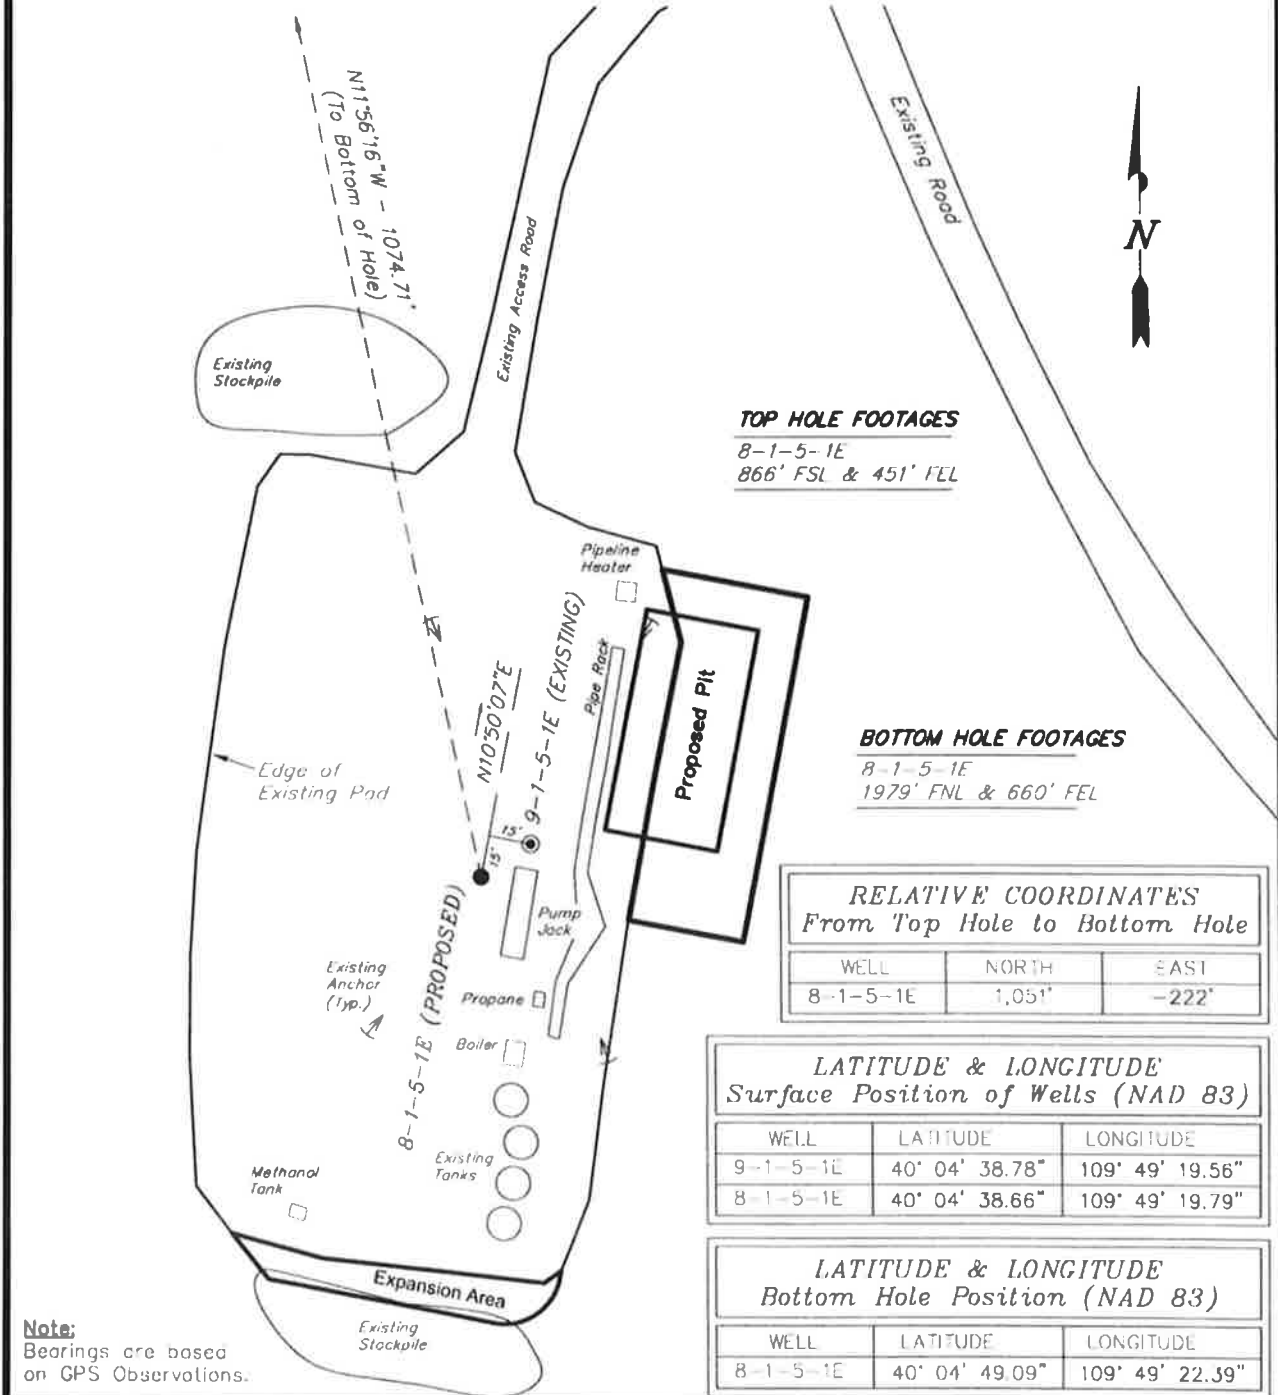 N11°56'16"W - 1074.71'
(To Bottom of Hole)
Existing Road
N
Existing Access Road
Existing
Stockpile
TOP HOLE FOOTAGES
8-1-5-1E
866' FSL & 451' FEL
Pipeline
Heater
N10°50'07"E
9-1-5-1E (EXISTING)
Pipe Rack
Proposed Pit
BOTTOM HOLE FOOTAGES
8-1-5-1E
1979' FNL & 660' FEL
Edge of
Existing Pad
15'
15'
8-1-5-1E (PROPOSED)
Pump
Jack
Existing
Anchor
(Typ.)
Propane
Boiler
Existing
Tanks
Methanol
Tank
Expansion Area
Existing
Stockpile
RELATIVE COORDINATES
From Top Hole to Bottom Hole
WELL NORTH EAST
8-1-5-1E 1,051' -222'
LATITUDE & LONGITUDE
Surface Position of Wells (NAD 83)
WELL LATITUDE LONGITUDE
9-1-5-1E 40° 04' 38.78" 109° 49' 19.56"
8-1-5-1E 40° 04' 38.66" 109° 49' 19.79"
LATITUDE & LONGITUDE
Bottom Hole Position (NAD 83)
WELL LATITUDE LONGITUDE
8-1-5-1E 40° 04' 49.09" 109° 49' 22.39"
Note:
Bearings are based
on GPS Observations.